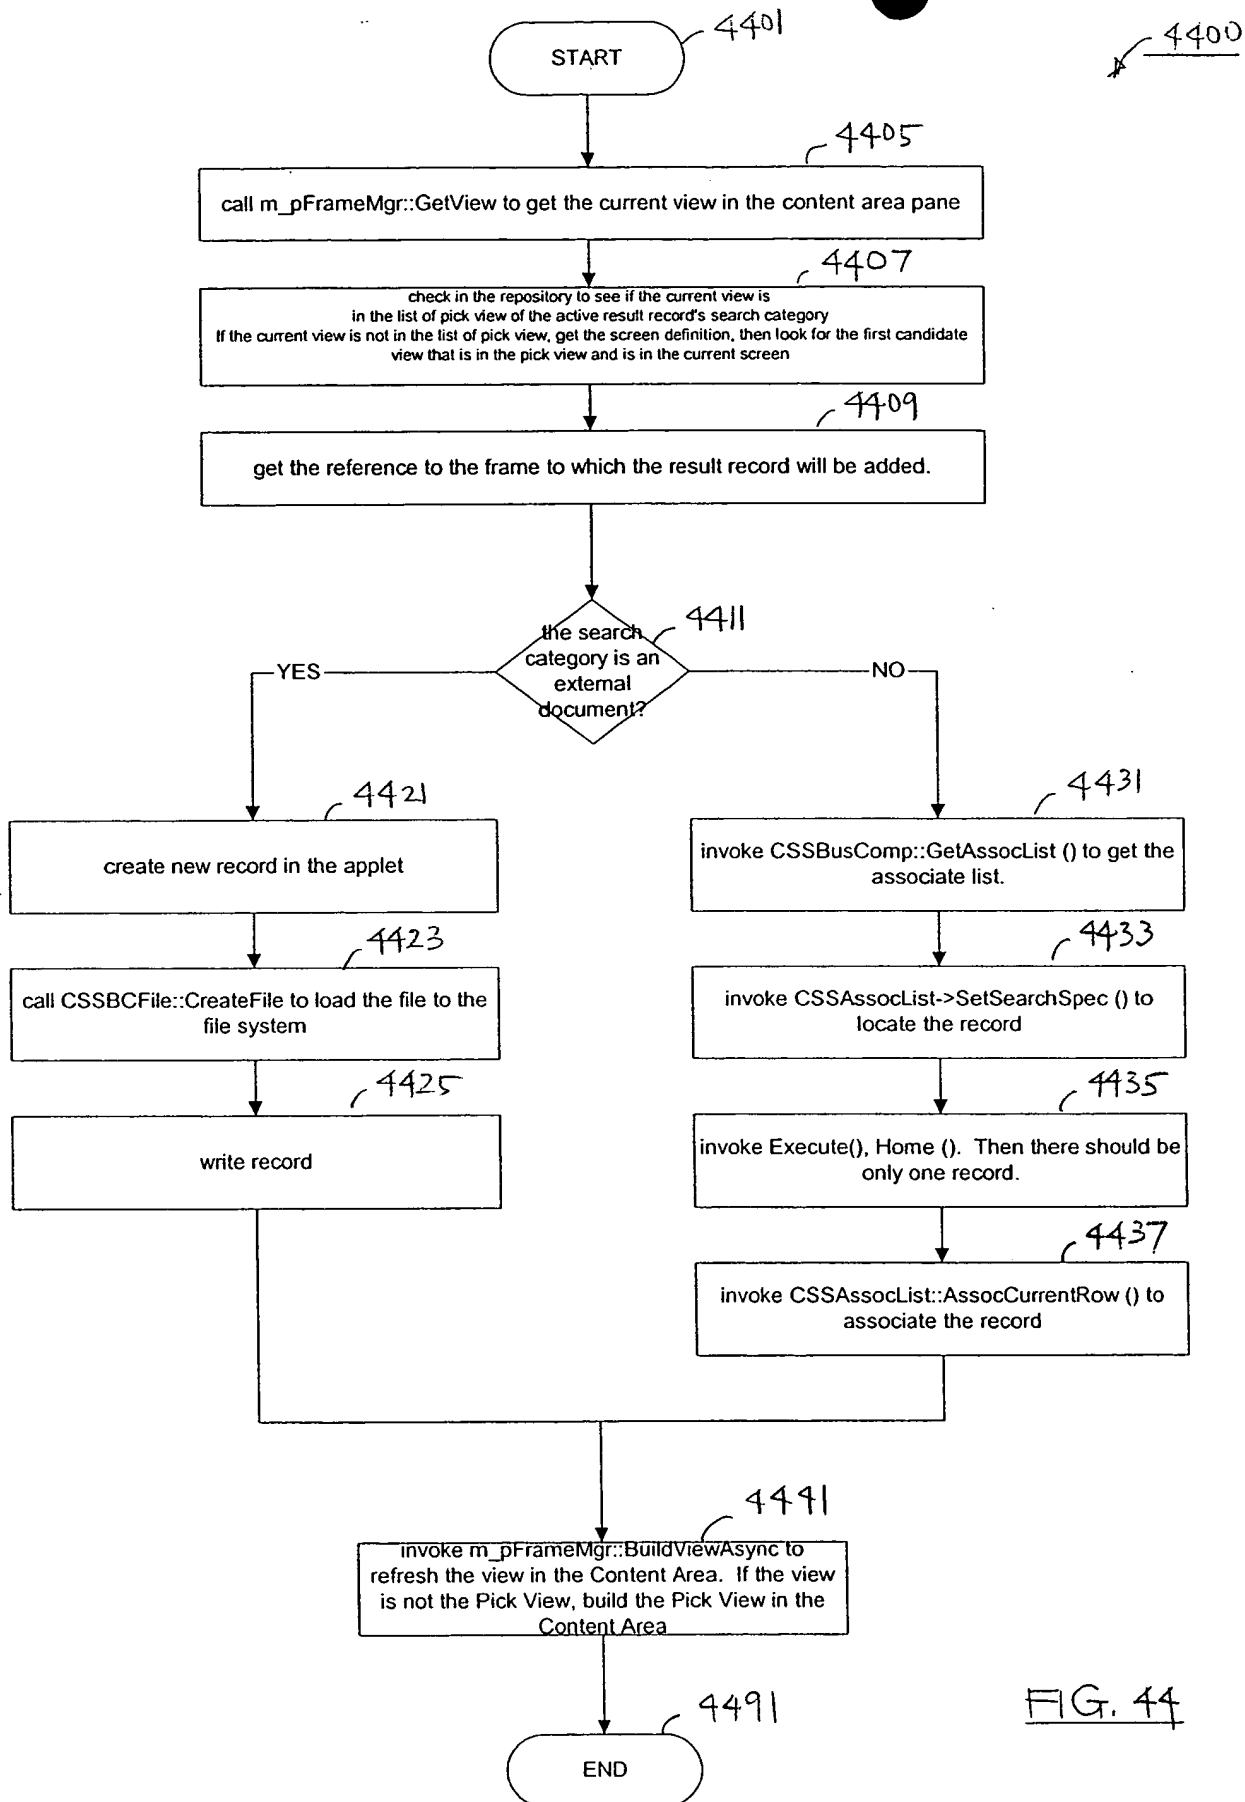 4401
4400
START
4405
call m_pFrameMgr::GetView to get the current view in the content area pane
4407
check in the repository to see if the current view is
in the list of pick view of the active result record's search category
If the current view is not in the list of pick view, get the screen definition, then look for the first candidate
view that is in the pick view and is in the current screen
4409
get the reference to the frame to which the result record will be added.
4411
the search
category is an
external
document?
YES
NO
4421
create new record in the applet
4423
call CSSBCFile::CreateFile to load the file to the
file system
4425
write record
4431
invoke CSSBusComp::GetAssocList () to get the
associate list.
4433
invoke CSSAssocList->SetSearchSpec () to
locate the record
4435
invoke Execute(), Home (). Then there should be
only one record.
4437
invoke CSSAssocList::AssocCurrentRow () to
associate the record
4441
invoke m_pFrameMgr::BuildViewAsync to
refresh the view in the Content Area. If the view
is not the Pick View, build the Pick View in the
Content Area
4491
END
FIG. 44